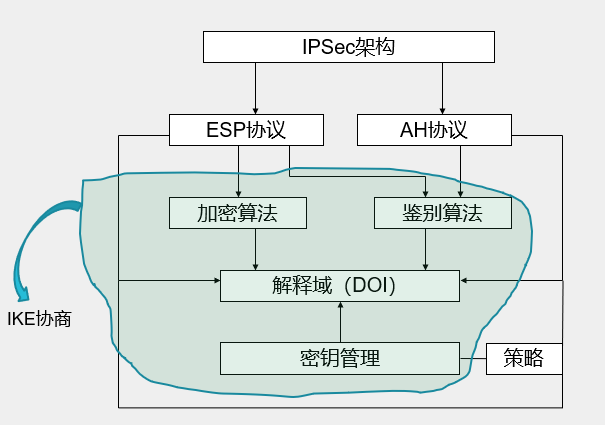 IPSec架构
ESP协议
AH协议
加密算法
鉴别算法
解释域（DOI）
IKE协商
密钥管理
策略